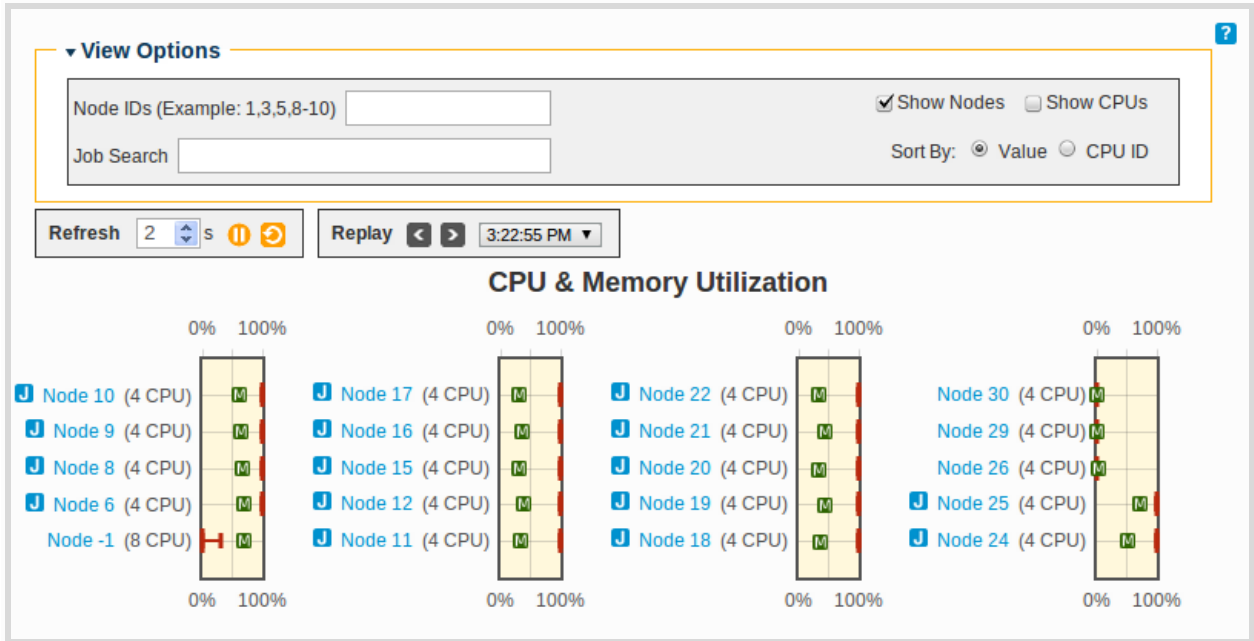 ?
▾ View Options
Node IDs (Example: 1,3,5,8-10)
Show Nodes Show CPUs
Job Search
Sort By: Value CPU ID
Refresh 2 s
Replay < > 3:22:55 PM ▼
CPU & Memory Utilization
0% 100% 0% 100% 0% 100% 0% 100%
J Node 10 (4 CPU) M J Node 17 (4 CPU) M J Node 22 (4 CPU) M Node 30 (4 CPU) M
J Node 9 (4 CPU) M J Node 16 (4 CPU) M J Node 21 (4 CPU) M Node 29 (4 CPU) M
J Node 8 (4 CPU) M J Node 15 (4 CPU) M J Node 20 (4 CPU) M Node 26 (4 CPU) M
J Node 6 (4 CPU) M J Node 12 (4 CPU) M J Node 19 (4 CPU) M J Node 25 (4 CPU) M
Node -1 (8 CPU) M J Node 11 (4 CPU) M J Node 18 (4 CPU) M J Node 24 (4 CPU) M
0% 100% 0% 100% 0% 100% 0% 100%